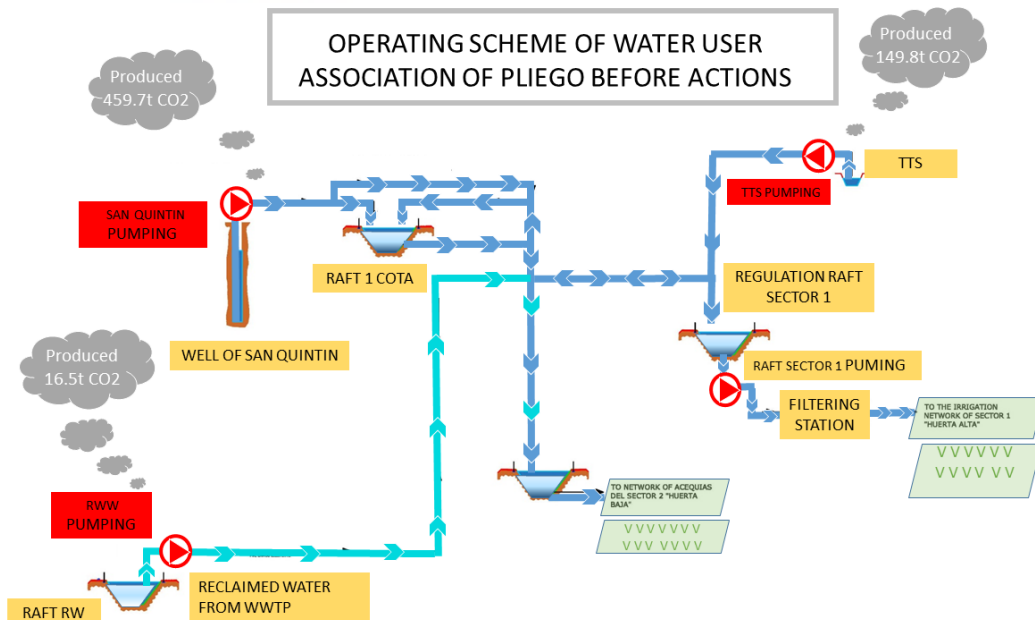 OPERATING SCHEME OF WATER USER
ASSOCIATION OF PLIEGO BEFORE ACTIONS
Produced
459.7t CO2
Produced
149.8t CO2
TTS
TTS PUMPING
SAN QUINTIN
PUMPING
RAFT 1 COTA
REGULATION RAFT
SECTOR 1
WELL OF SAN QUINTIN
Produced
16.5t CO2
RAFT SECTOR 1 PUMING
FILTERING
STATION
TO THE IRRIGATION
NETWORK OF SECTOR 1
"HUERTA ALTA"
V V V V V V
V V V V V V
TO NETWORK OF ACEQUIAS
DEL SECTOR 2 "HUERTA
BAJA"
V V V V V V V
V V V V V V V
RWW
PUMPING
RECLAIMED WATER
FROM WWTP
RAFT RW